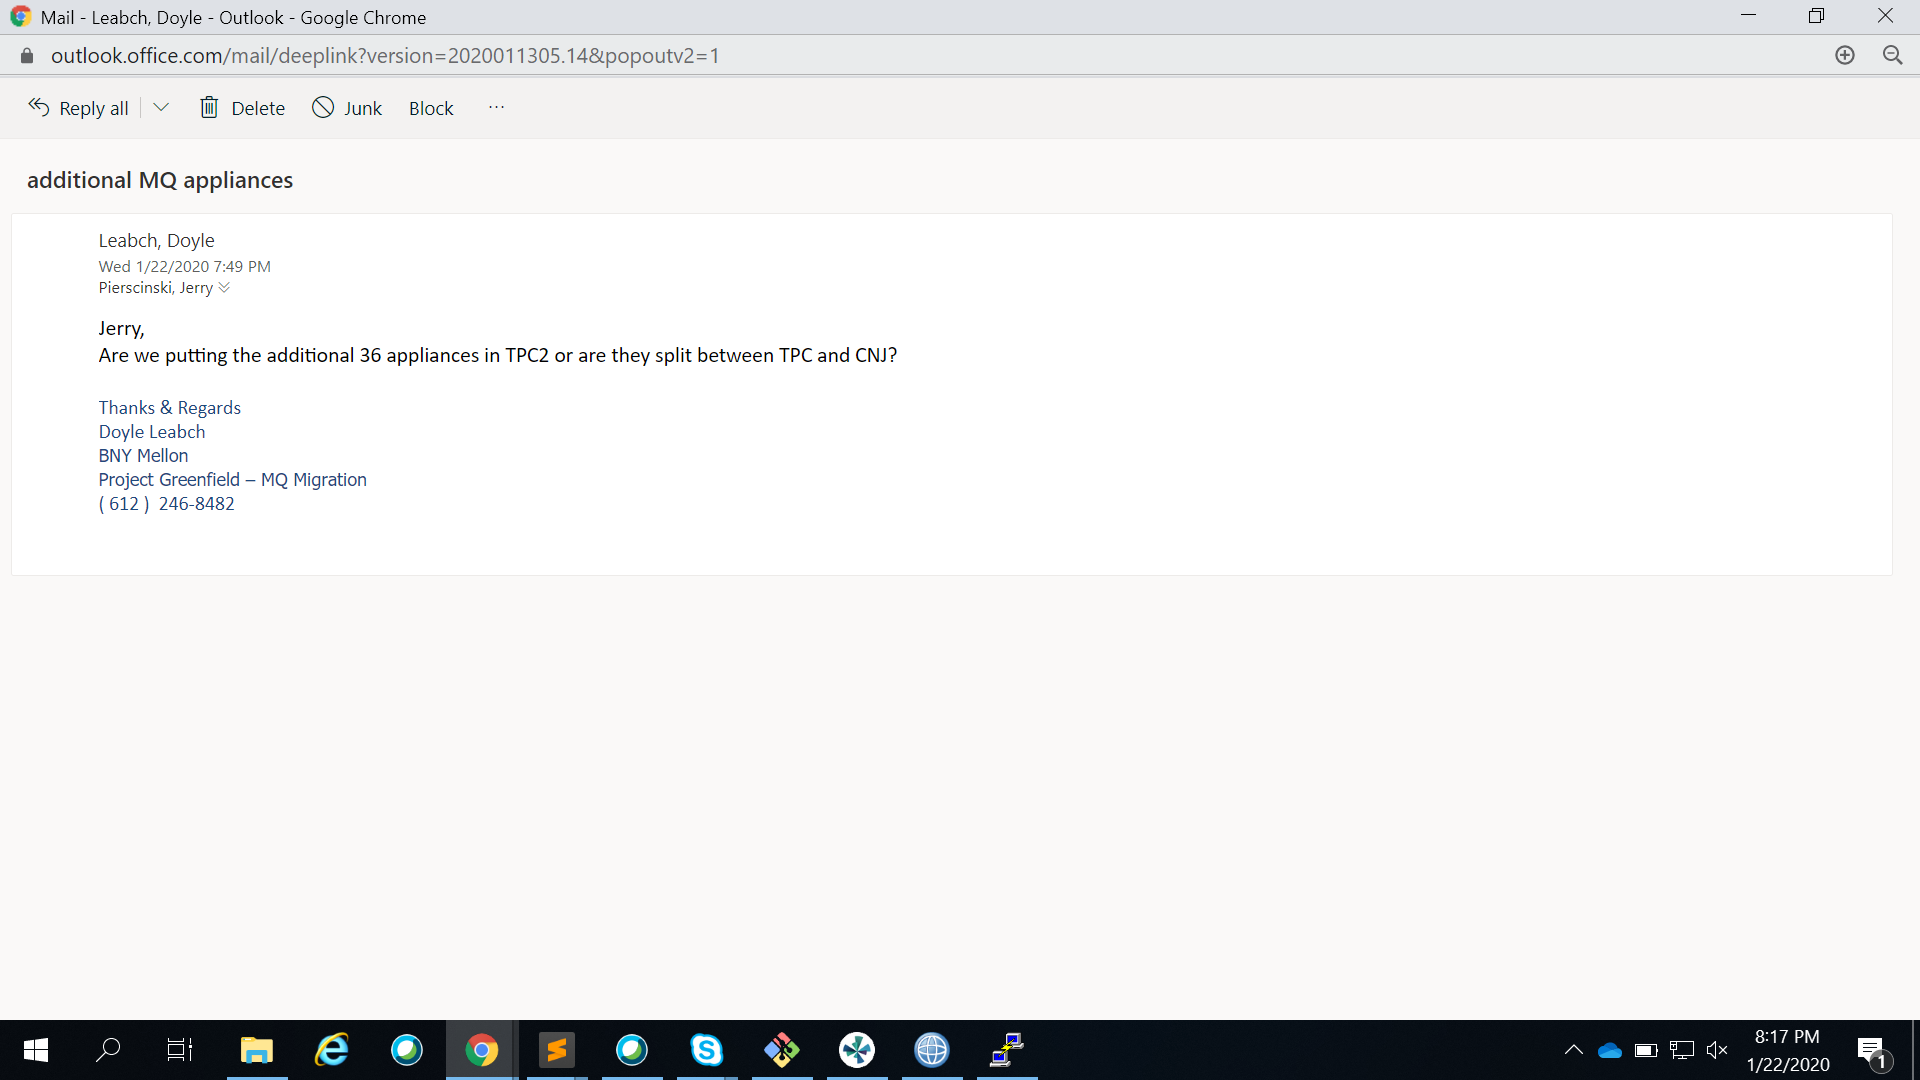 Mail - Leabch, Doyle - Outlook - Google Chrome
outlook.office.com/mail/deeplink?version=2020011305.14&popoutv2=1
Reply all Delete Junk Block ...
additional MQ appliances
Leabch, Doyle
Wed 1/22/2020 7:49 PM
Pierscinski, Jerry
Jerry,
Are we putting the additional 36 appliances in TPC2 or are they split between TPC and CNJ?
Thanks & Regards
Doyle Leabch
BNY Mellon
Project Greenfield – MQ Migration
( 612 )  246-8482
8:17 PM
1/22/2020
1